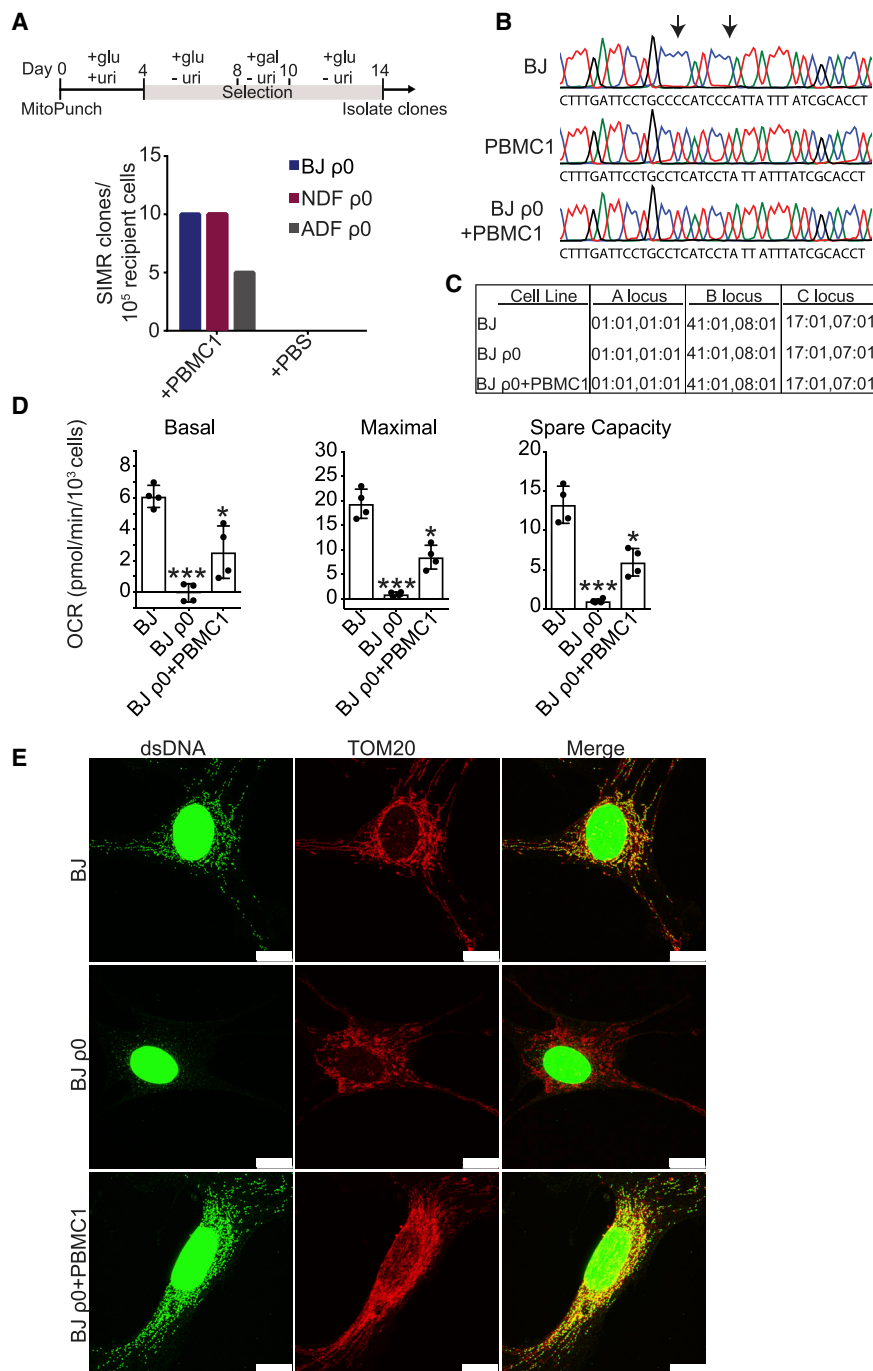 A
Day 0 4 8 10 14
+glu +glu +gal +glu
+uri - uri - uri - uri
Selection
MitoPunch Isolate clones
SIMR clones/
10⁵ recipient cells
15
10
5
0
BJ ρ0
NDF ρ0
ADF ρ0
+PBMC1
+PBS
B
BJ
CTTTGATTCCTGCCCCATCCCATTA TTT ATCGCACCT
PBMC1
CTTTGATTCCTGCCTCATCCTA TT ATTTATCGCACCT
BJ ρ0
+PBMC1
CTTTGATTCCTGCCTCATCCTA TT ATTTATCGCACCT
C
Cell Line A locus B locus C locus
BJ 01:01,01:01 41:01,08:01 17:01,07:01
BJ ρ0 01:01,01:01 41:01,08:01 17:01,07:01
BJ ρ0+PBMC1 01:01,01:01 41:01,08:01 17:01,07:01
D
OCR (pmol/min/10³ cells)
Basal
8
6
4
2
0
***
*
BJ
BJ ρ0
BJ ρ0+PBMC1
Maximal
30
25
20
15
10
5
0
***
*
BJ
BJ ρ0
BJ ρ0+PBMC1
Spare Capacity
20
15
10
5
0
***
*
BJ
BJ ρ0
BJ ρ0+PBMC1
E
dsDNA TOM20 Merge
BJ
BJ ρ0
BJ ρ0+PBMC1